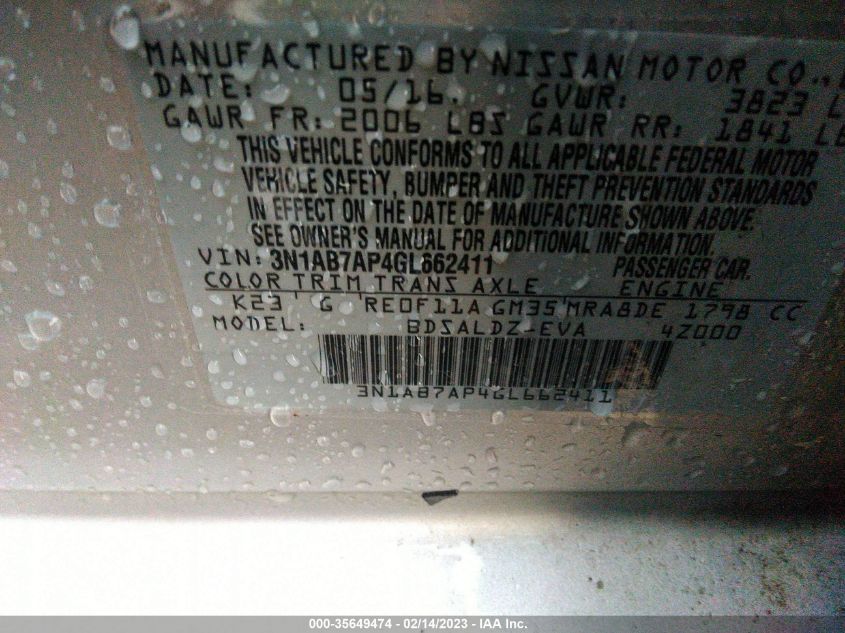 MANUFACTURED BY NISSAN MOTOR CO.,
DATE: 05/16. GVWR: 3823 L
GAWR FR: 2006 LBS GAWR RR: 1841 LB
THIS VEHICLE CONFORMS TO ALL APPLICABLE FEDERAL MOTOR
VEHICLE SAFETY, BUMPER AND THEFT PREVENTION STANDARDS
IN EFFECT ON THE DATE OF MANUFACTURE SHOWN ABOVE.
SEE OWNER'S MANUAL FOR ADDITIONAL INFORMATION.
VIN: 3N1AB7AP4GL662411 PASSENGER CAR.
COLOR TRIM TRANS AXLE ENGINE
K23 G RE0F11A GM35 MRA8DE 1798 CC
MODEL: BDSALDZ-EVA 4Z000
3N1AB7AP4GL662411
000-35649474 - 02/14/2023 - IAA Inc.